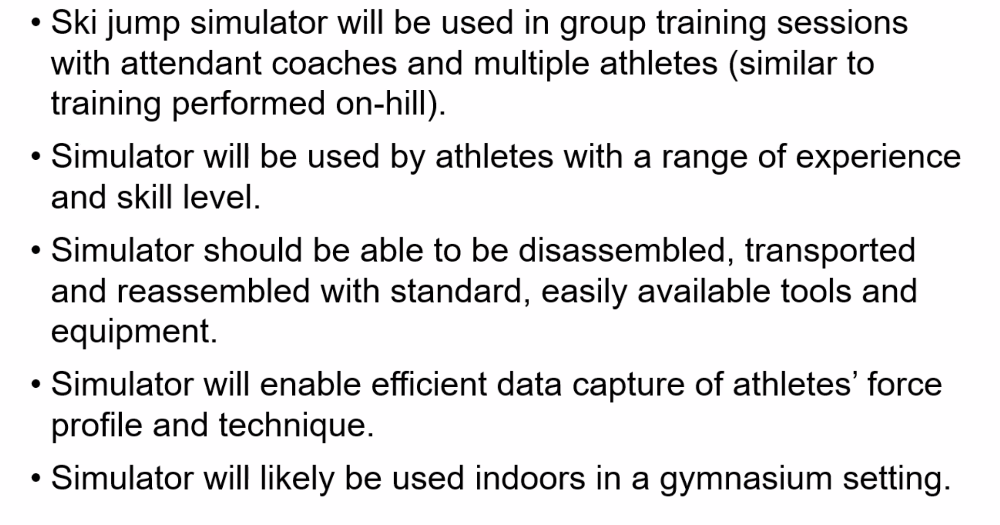 • Ski jump simulator will be used in group training sessions
with attendant coaches and multiple athletes (similar to
training performed on-hill).
• Simulator will be used by athletes with a range of experience
and skill level.
• Simulator should be able to be disassembled, transported
and reassembled with standard, easily available tools and
equipment.
• Simulator will enable efficient data capture of athletes’ force
profile and technique.
• Simulator will likely be used indoors in a gymnasium setting.